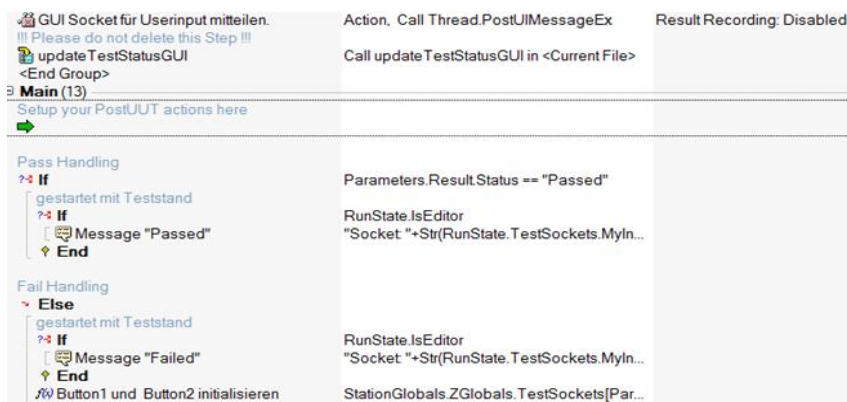 GUI Socket für Userinput mitteilen. Action, Call Thread.PostUIMessageEx Result Recording: Disabled
!!! Please do not delete this Step !!!
updateTestStatusGUI Call updateTestStatusGUI in <Current File>
<End Group>
Main (13)
Setup your PostUUT actions here
Pass Handling
If Parameters.Result.Status == "Passed"
gestartet mit Teststand
If RunState.IsEditor
Message "Passed" "Socket: "+Str(RunState.TestSockets.MyIn...
End
Fail Handling
Else
gestartet mit Teststand
If RunState.IsEditor
Message "Failed" "Socket: "+Str(RunState.TestSockets.MyIn...
End
f(x) Button1 und Button2 initialisieren StationGlobals.ZGlobals.TestSockets[Par...